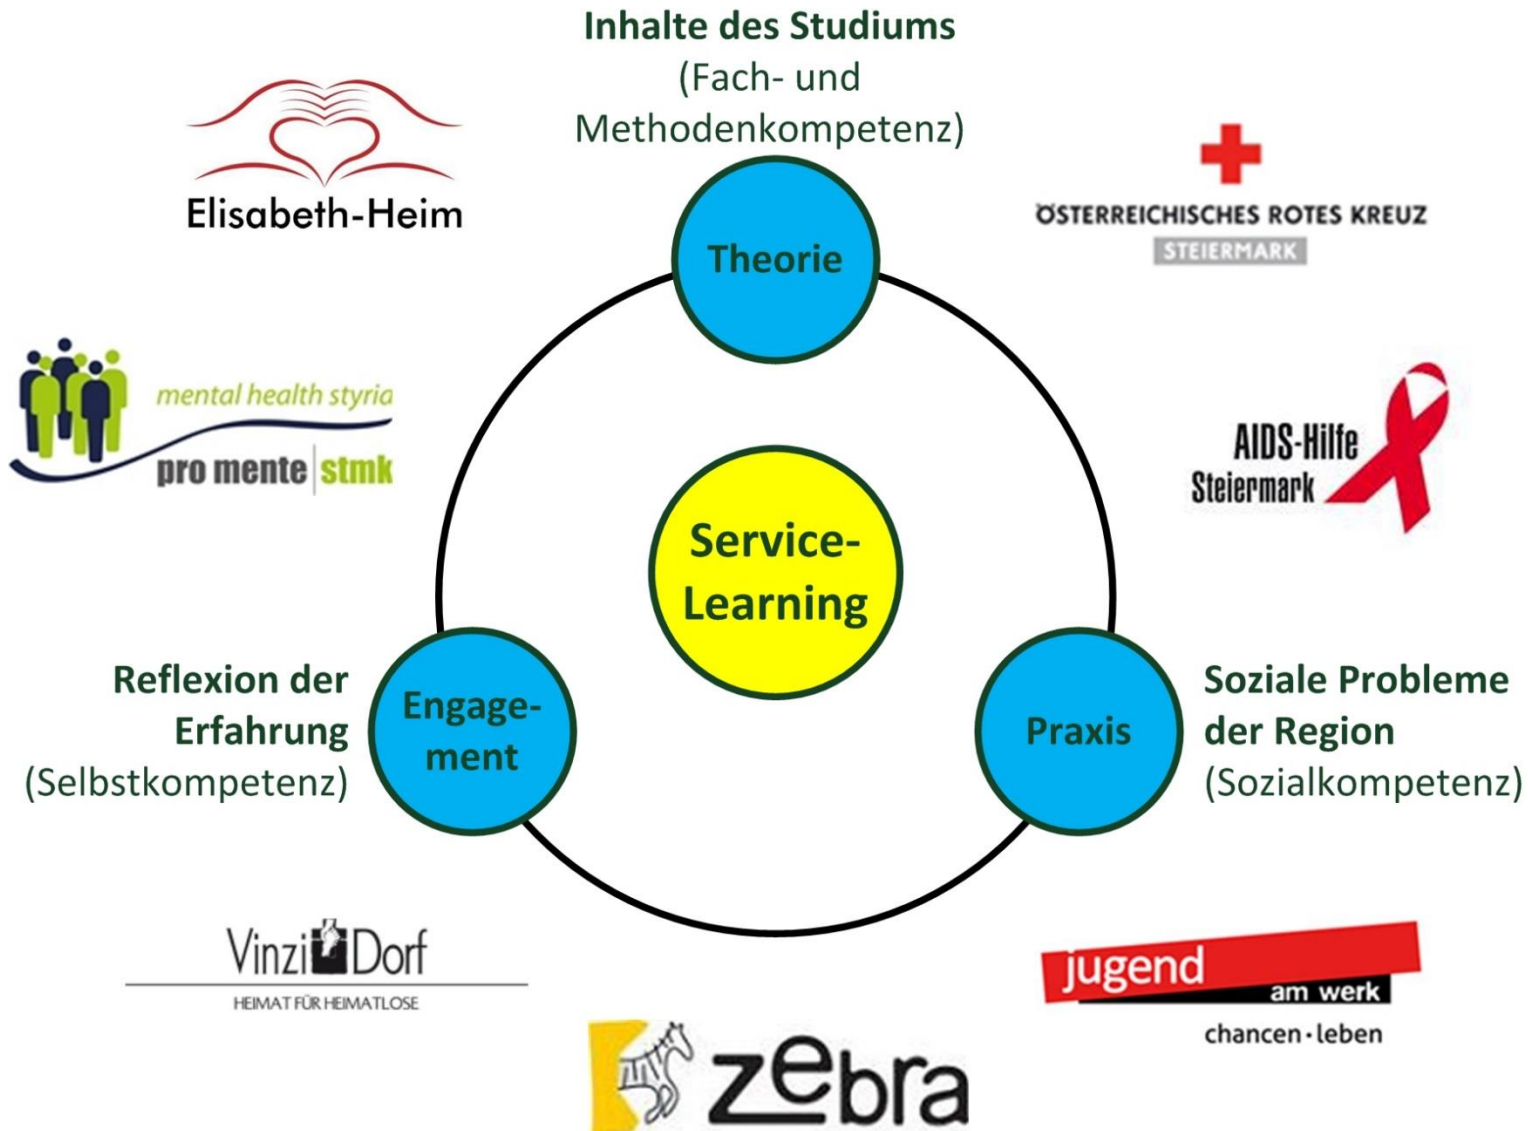 Inhalte des Studiums
(Fach- und
Methodenkompetenz)
Elisabeth-Heim
ÖSTERREICHISCHES ROTES KREUZ
STEIERMARK
Theorie
mental health styria
pro mente stmk
AIDS-Hilfe
Steiermark
Service-
Learning
Reflexion der
Erfahrung
(Selbstkompetenz)
Engage-
ment
Praxis
Soziale Probleme
der Region
(Sozialkompetenz)
VinziDorf
HEIMAT FÜR HEIMATLOSE
jugend
am werk
chancen·leben
zebra